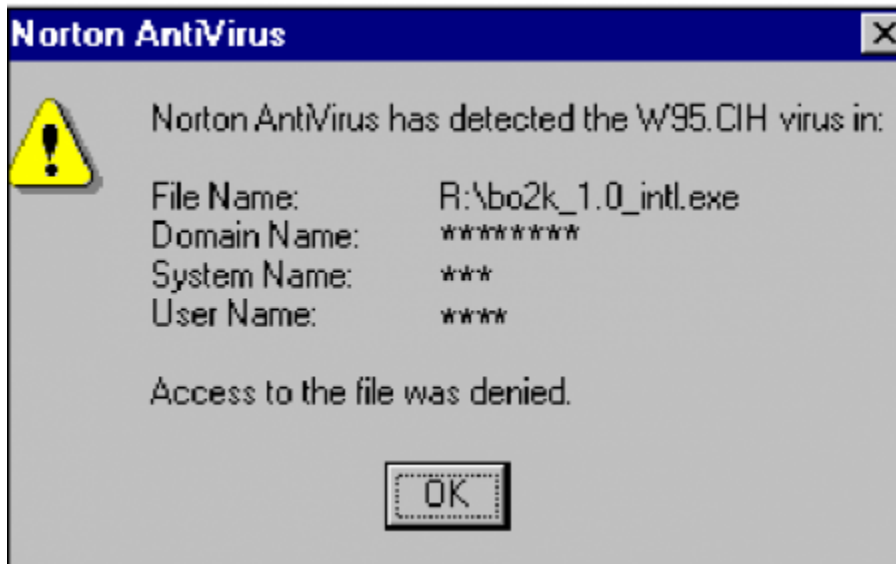 Norton AntiVirus
Norton AntiVirus has detected the W95.CIH virus in:
File Name: R:\bo2k_1.0_intl.exe
Domain Name: ********
System Name: ***
User Name: ****
Access to the file was denied.
OK